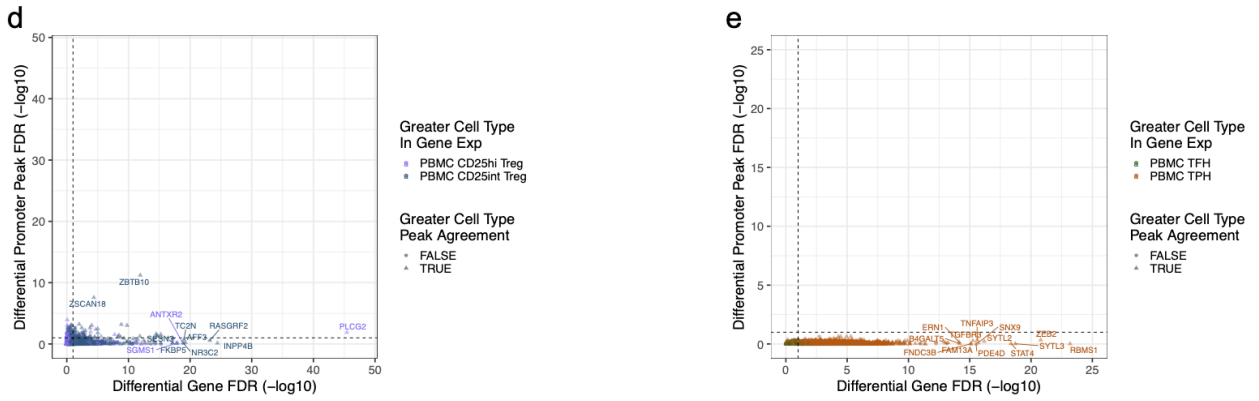 d
Differential Promoter Peak FDR (−log10)
50
40
30
20
10
0
ZBTB10
ZSCAN18
ANTXR2
TC2N
RASGRF2
PLCG2
SESN3
AFF3
SGMS1
FKBP5
NR3C2
INPP4B
0
10
20
30
40
50
Differential Gene FDR (−log10)
Greater Cell Type
In Gene Exp
PBMC CD25hi Treg
PBMC CD25int Treg
Greater Cell Type
Peak Agreement
FALSE
TRUE
e
Differential Promoter Peak FDR (−log10)
25
20
15
10
5
0
TNFAIP3
ERN1
SNX9
TGFBR3
ZEB2
B4GALT5
SYTL2
FNDC3B
FAM13A
PDE4D
STAT4
SYTL3
RBMS1
0
5
10
15
20
25
Differential Gene FDR (−log10)
Greater Cell Type
In Gene Exp
PBMC TFH
PBMC TPH
Greater Cell Type
Peak Agreement
FALSE
TRUE